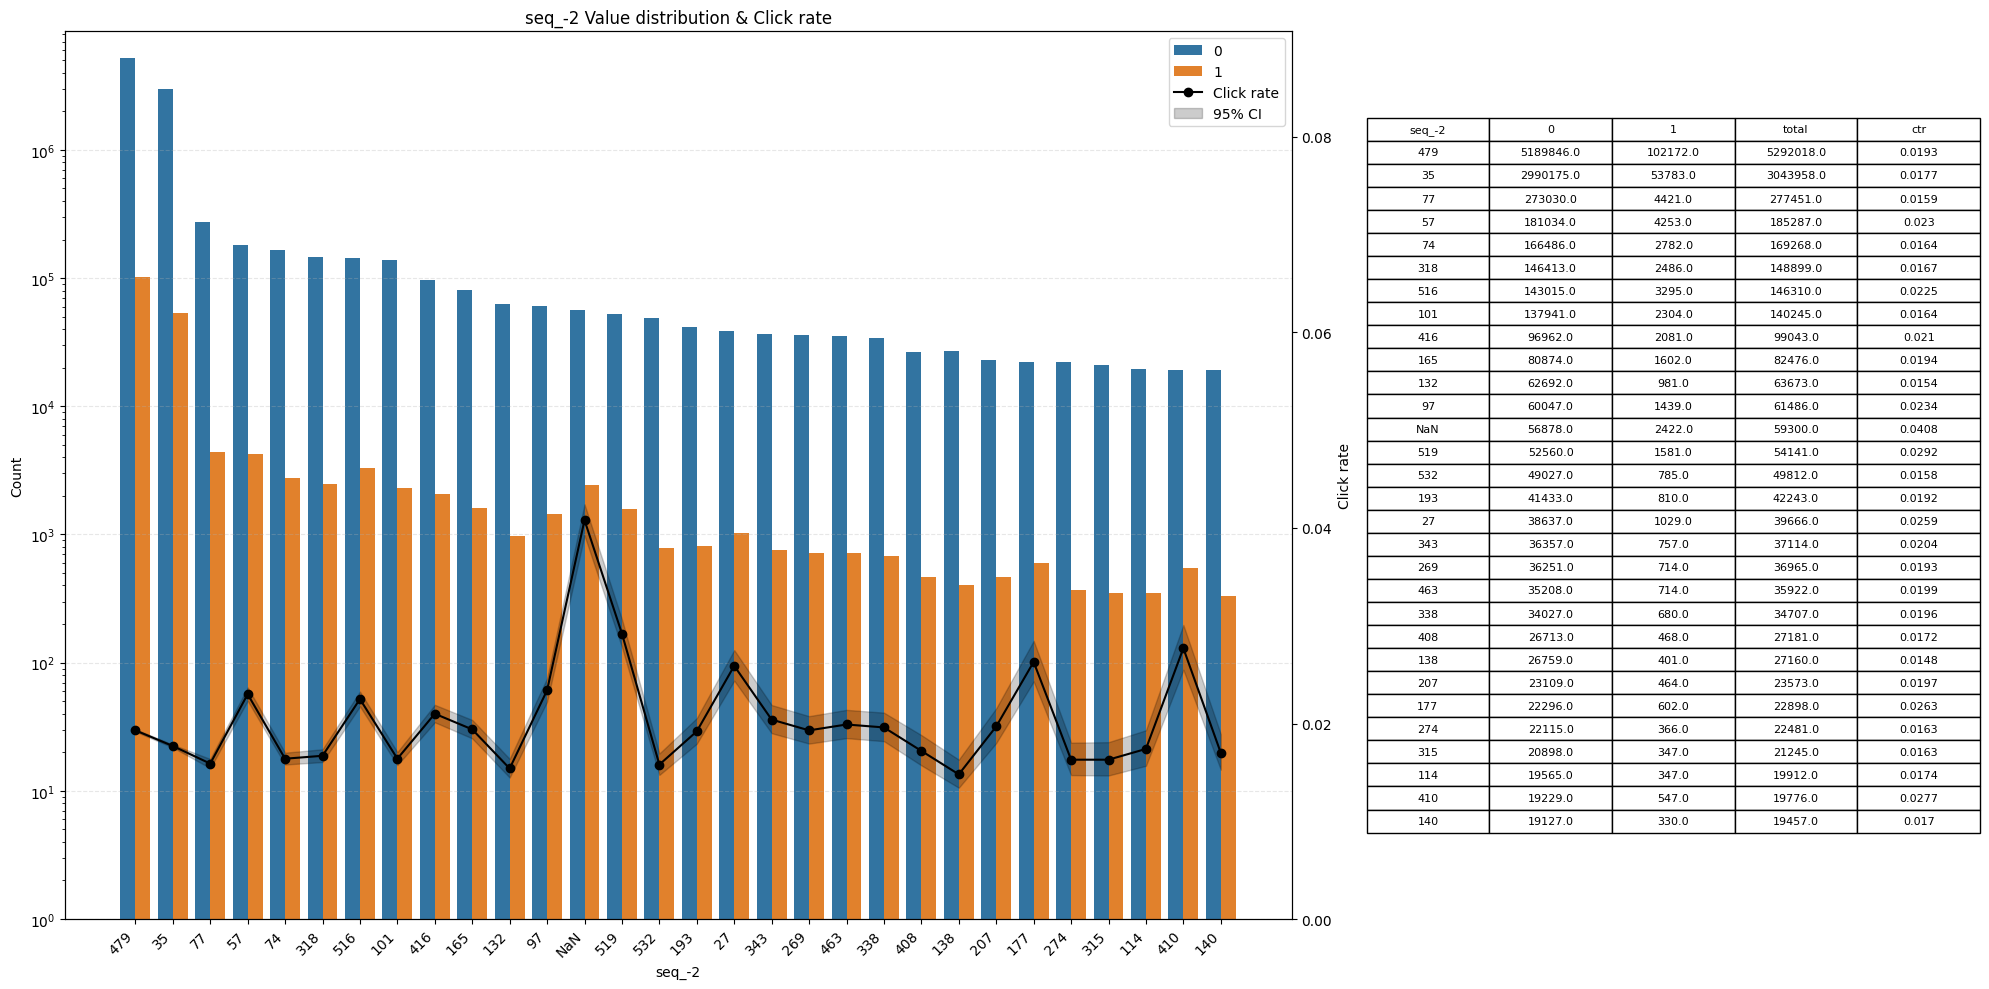 seq_-2 Value distribution & Click rate
0
1
Click rate
95% CI
Count
10^6
10^5
10^4
10^3
10^2
10^1
10^0
0.08
0.06
0.04
0.02
0.00
Click rate
479 35 77 57 74 318 516 101 416 165 132 97 NaN 519 532 193 27 343 269 463 338 408 138 207 177 274 315 114 410 140
seq_-2
seq_-2 0 1 total ctr
479 5189846.0 102172.0 5292018.0 0.0193
35 2990175.0 53783.0 3043958.0 0.0177
77 273030.0 4421.0 277451.0 0.0159
57 181034.0 4253.0 185287.0 0.023
74 166486.0 2782.0 169268.0 0.0164
318 146413.0 2486.0 148899.0 0.0167
516 143015.0 3295.0 146310.0 0.0225
101 137941.0 2304.0 140245.0 0.0164
416 96962.0 2081.0 99043.0 0.021
165 80874.0 1602.0 82476.0 0.0194
132 62692.0 981.0 63673.0 0.0154
97 60047.0 1439.0 61486.0 0.0234
NaN 56878.0 2422.0 59300.0 0.0408
519 52560.0 1581.0 54141.0 0.0292
532 49027.0 785.0 49812.0 0.0158
193 41433.0 810.0 42243.0 0.0192
27 38637.0 1029.0 39666.0 0.0259
343 36357.0 757.0 37114.0 0.0204
269 36251.0 714.0 36965.0 0.0193
463 35208.0 714.0 35922.0 0.0199
338 34027.0 680.0 34707.0 0.0196
408 26713.0 468.0 27181.0 0.0172
138 26759.0 401.0 27160.0 0.0148
207 23109.0 464.0 23573.0 0.0197
177 22296.0 602.0 22898.0 0.0263
274 22115.0 366.0 22481.0 0.0163
315 20898.0 347.0 21245.0 0.0163
114 19565.0 347.0 19912.0 0.0174
410 19229.0 547.0 19776.0 0.0277
140 19127.0 330.0 19457.0 0.017